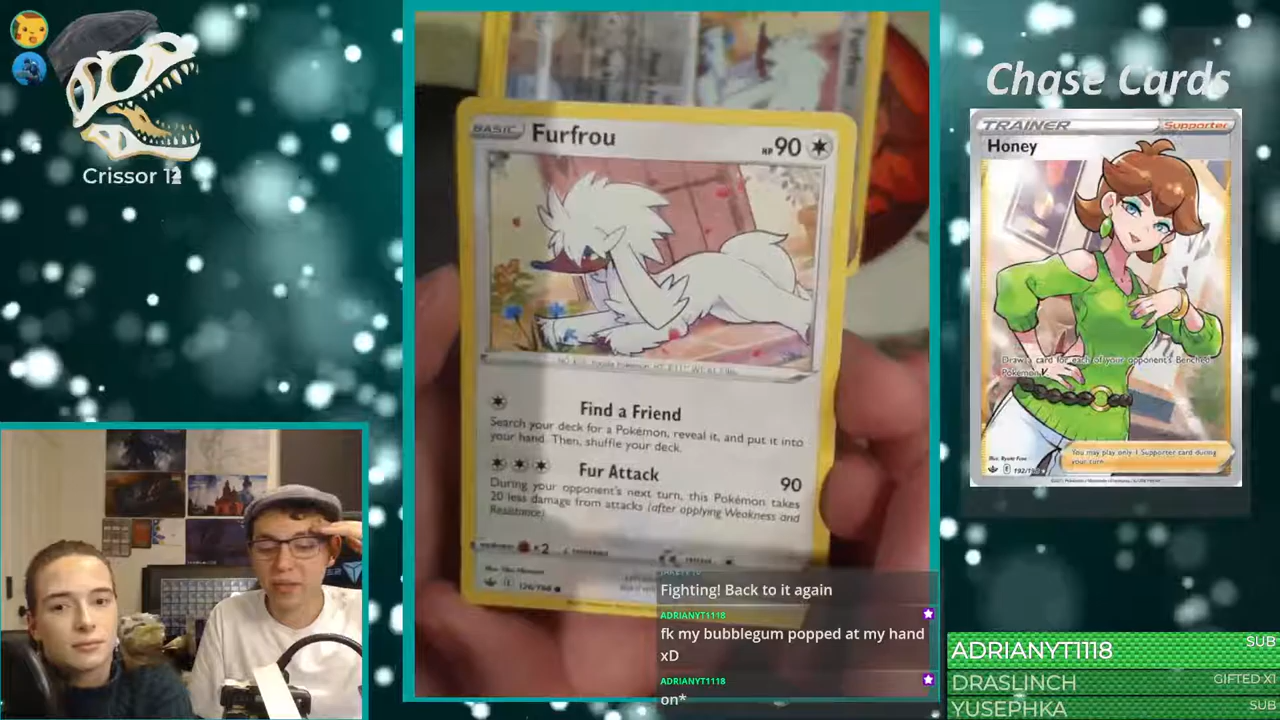 Crissor 12
BASIC
Furfrou
HP 90
Find a Friend
Search your deck for a Pokémon, reveal it, and put it into
your hand. Then, shuffle your deck.
Fur Attack
90
During your opponent's next turn, this Pokémon takes
20 less damage from attacks (after applying Weakness and
Resistance).
×2
Fighting! Back to it again
ADRIANYT1118
fk my bubblegum popped at my hand
xD
ADRIANYT1118
on*
Chase Cards
TRAINER
Supporter
Honey
Draw a card for each of your opponent's Benched
Pokémon V.
You may play only 1 Supporter card during
your turn.
ADRIANYT1118
SUB
DRASLINCH
GIFTED X1
YUSEPHKA
SUB